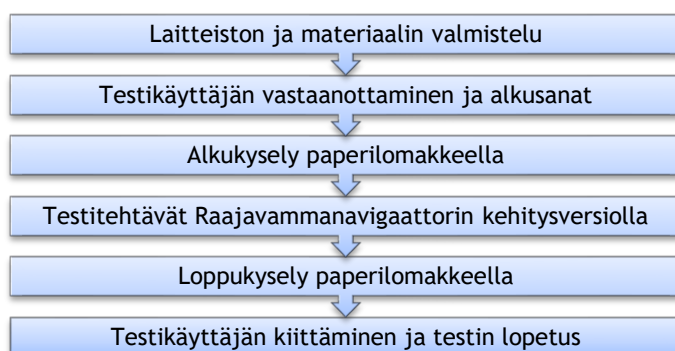 Laitteiston ja materiaalin valmistelu
Testikäyttäjän vastaanottaminen ja alkusanat
Alkukysely paperilomakkeella
Testitehtävät Raajavammanavigaattorin kehitysversiolla
Loppukysely paperilomakkeella
Testikäyttäjän kiittäminen ja testin lopetus